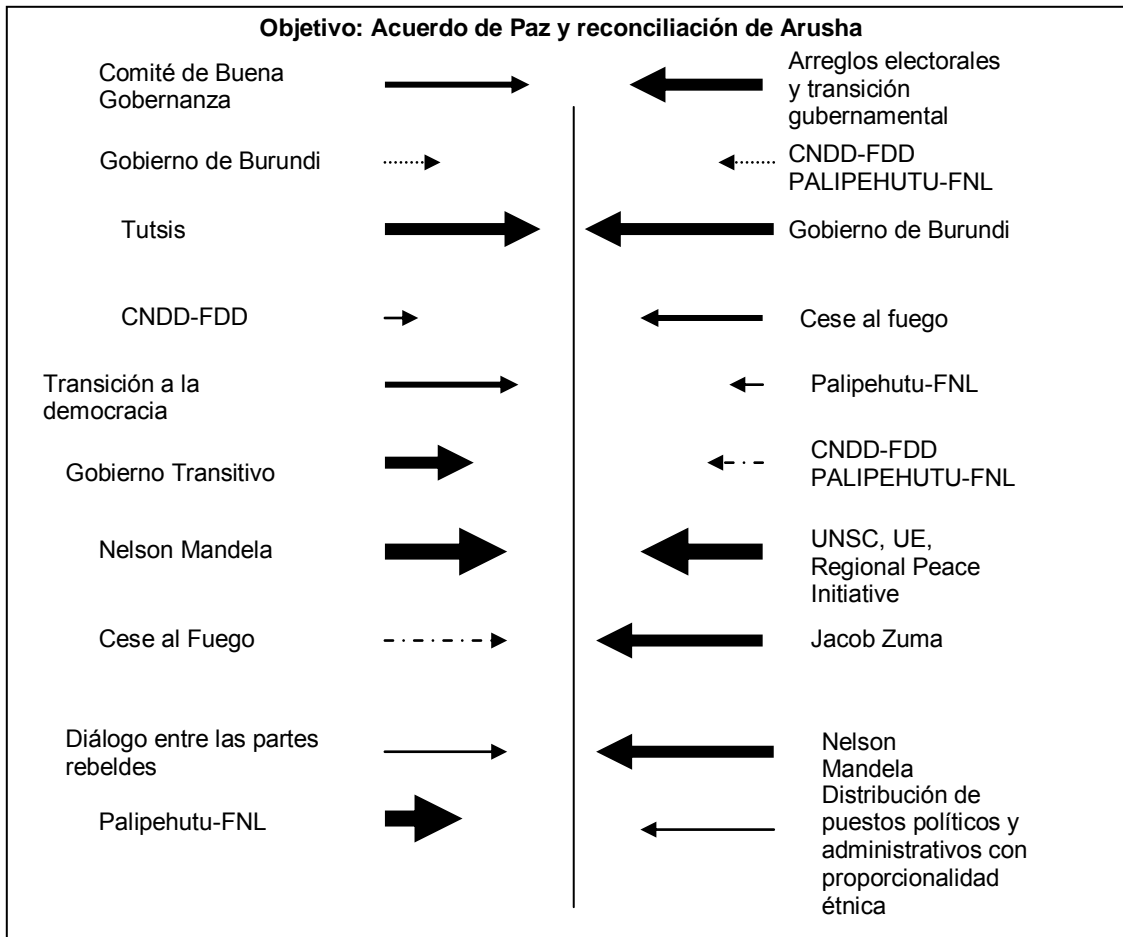 Objetivo: Acuerdo de Paz y reconciliación de Arusha
Comité de Buena
Gobernanza
Arreglos electorales
y transición
gubernamental
Gobierno de Burundi
CNDD-FDD
PALIPEHUTU-FNL
Tutsis
Gobierno de Burundi
CNDD-FDD
Cese al fuego
Transición a la
democracia
Palipehutu-FNL
Gobierno Transitivo
CNDD-FDD
PALIPEHUTU-FNL
Nelson Mandela
UNSC, UE,
Regional Peace
Initiative
Cese al Fuego
Jacob Zuma
Diálogo entre las partes
rebeldes
Nelson
Mandela
Palipehutu-FNL
Distribución de
puestos políticos y
administrativos con
proporcionalidad
étnica